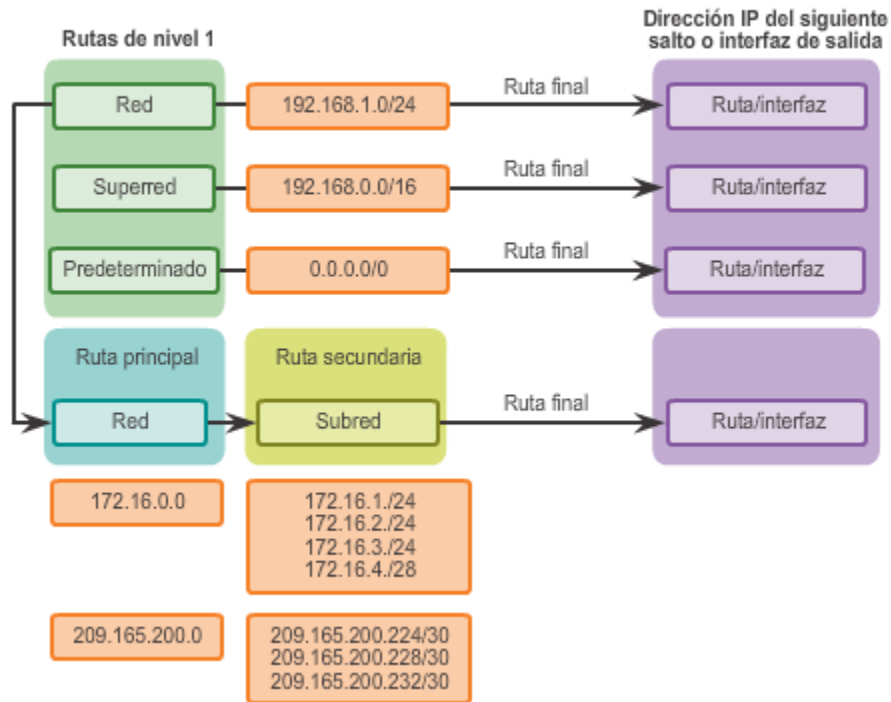 Rutas de nivel 1
Dirección IP del siguiente
salto o interfaz de salida
Red
192.168.1.0/24
Ruta final
Ruta/interfaz
Superred
192.168.0.0/16
Ruta final
Ruta/interfaz
Predeterminado
0.0.0.0/0
Ruta final
Ruta/interfaz
Ruta principal
Ruta secundaria
Red
Subred
Ruta final
Ruta/interfaz
172.16.0.0
172.16.1./24
172.16.2./24
172.16.3./24
172.16.4./28
209.165.200.0
209.165.200.224/30
209.165.200.228/30
209.165.200.232/30